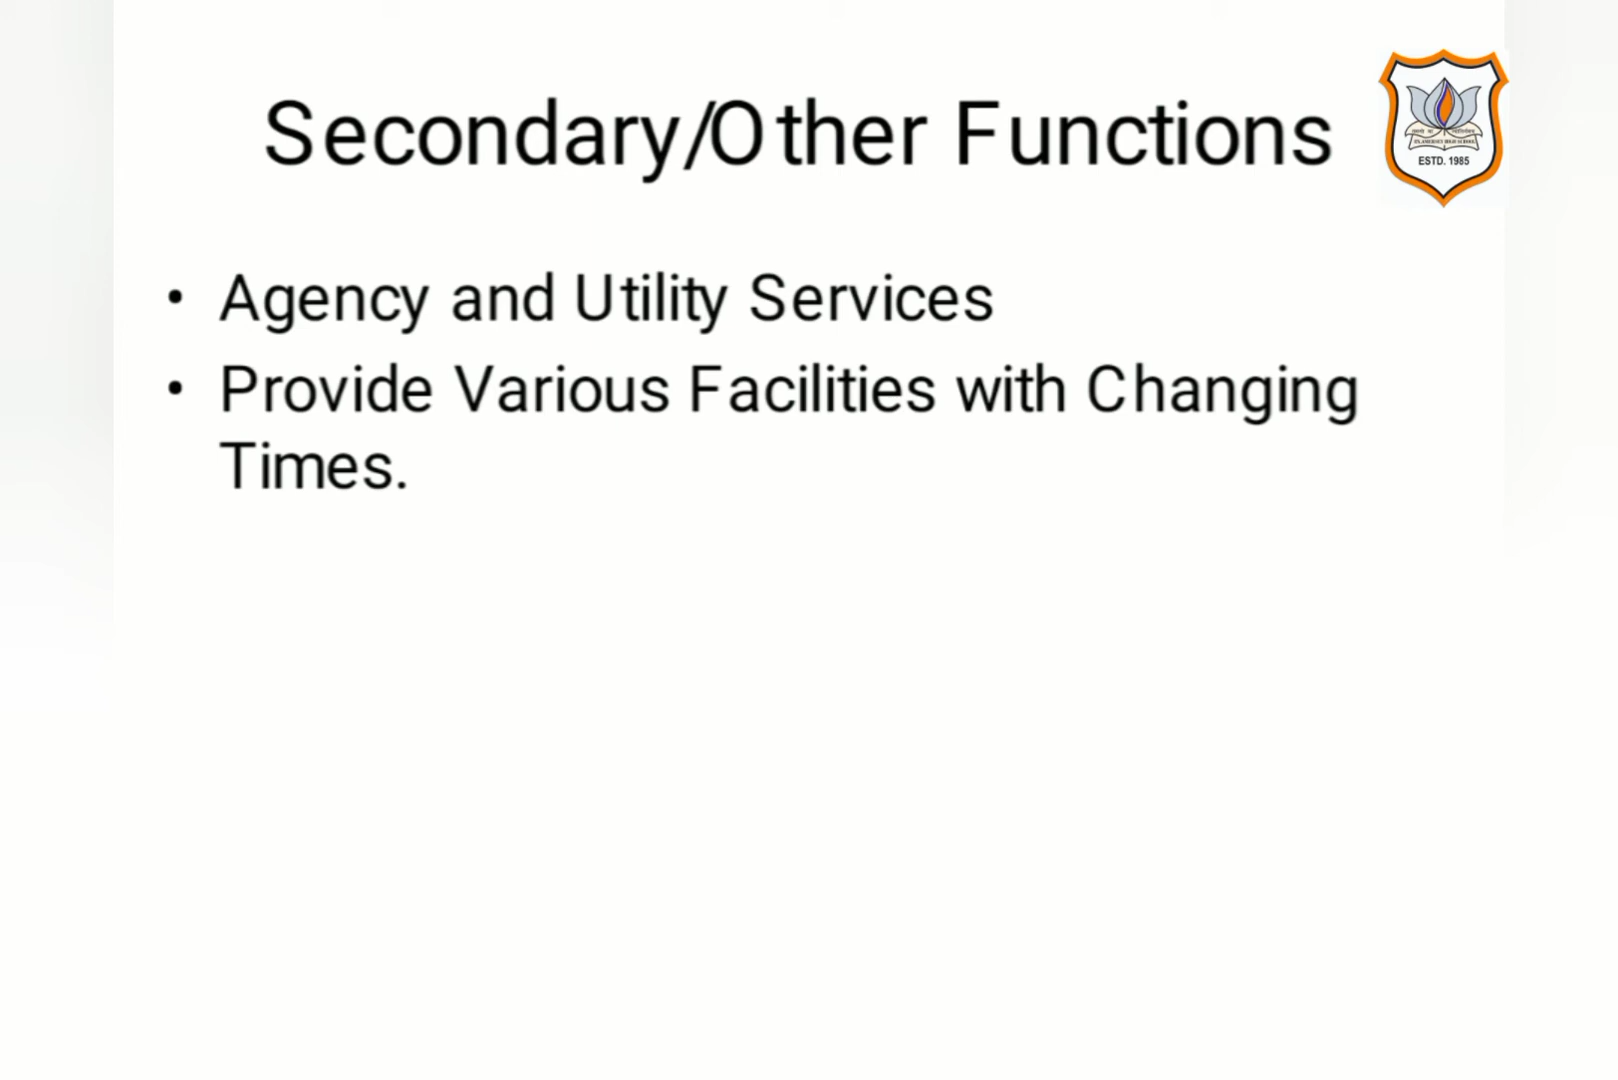 Secondary/Other Functions
ESTD. 1985
• Agency and Utility Services
• Provide Various Facilities with Changing
Times.